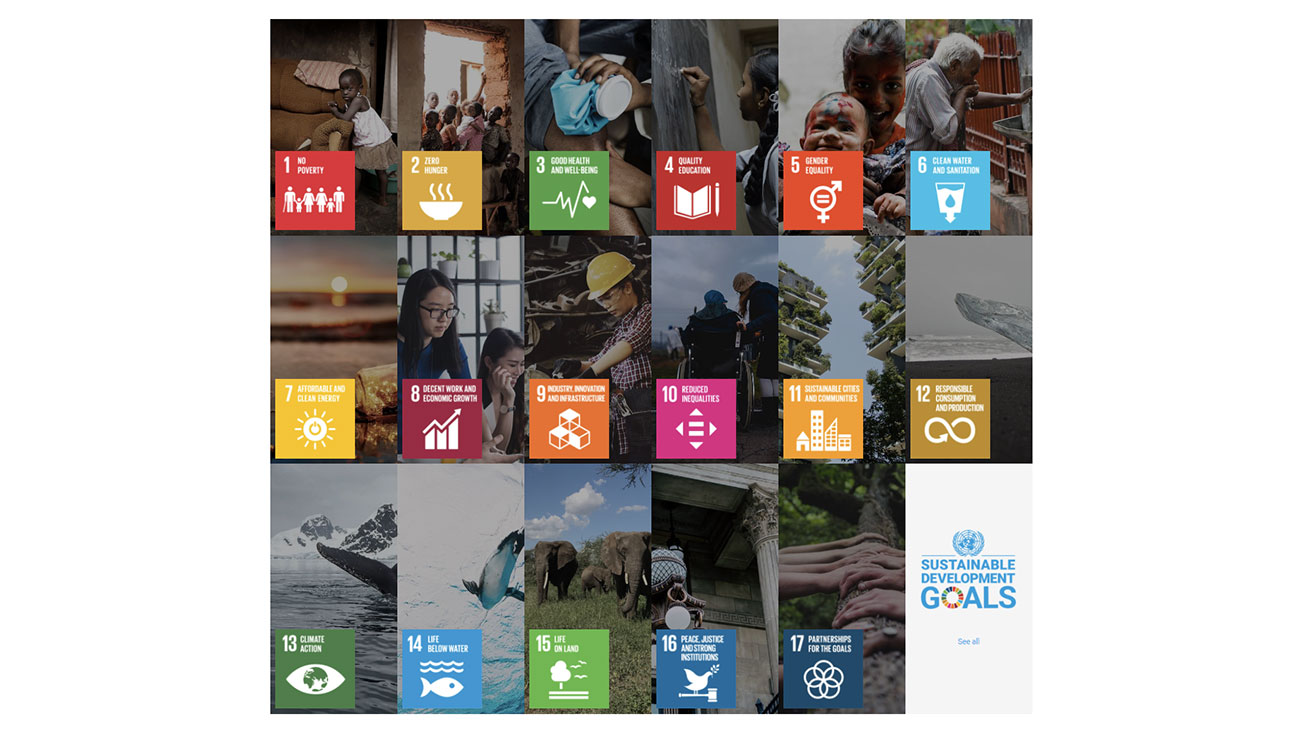 1 NO
POVERTY
2 ZERO
HUNGER
3 GOOD HEALTH
AND WELL-BEING
4 QUALITY
EDUCATION
5 GENDER
EQUALITY
6 CLEAN WATER
AND SANITATION
7 AFFORDABLE AND
CLEAN ENERGY
8 DECENT WORK AND
ECONOMIC GROWTH
9 INDUSTRY, INNOVATION
AND INFRASTRUCTURE
10 REDUCED
INEQUALITIES
11 SUSTAINABLE CITIES
AND COMMUNITIES
12 RESPONSIBLE
CONSUMPTION
AND PRODUCTION
13 CLIMATE
ACTION
14 LIFE
BELOW WATER
15 LIFE
ON LAND
16 PEACE, JUSTICE
AND STRONG
INSTITUTIONS
17 PARTNERSHIPS
FOR THE GOALS
SUSTAINABLE
DEVELOPMENT
GOALS
See all